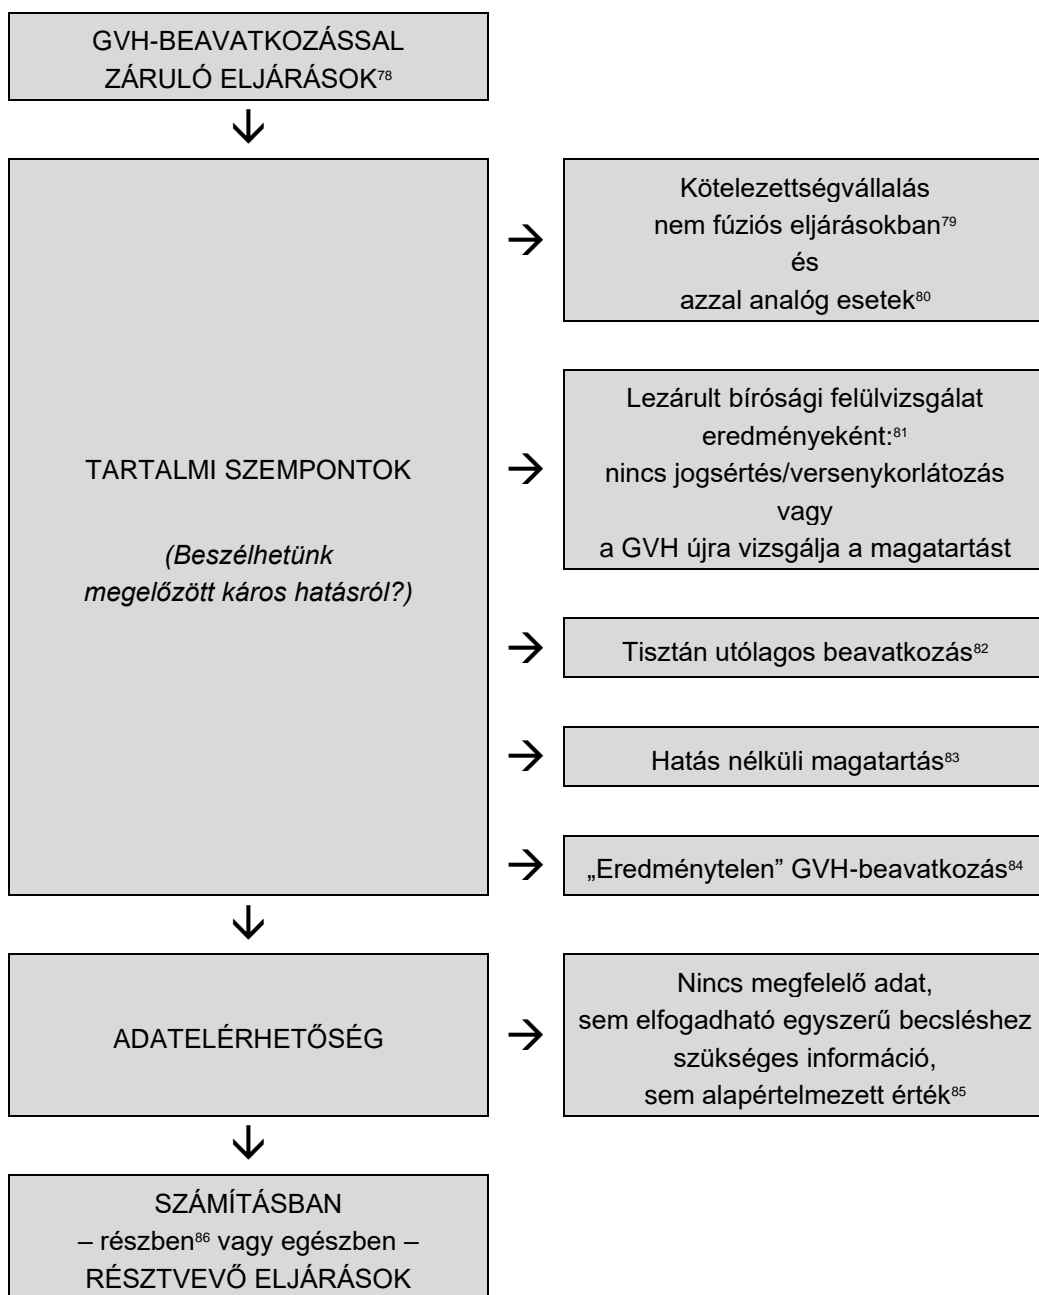 GVH-BEAVATKOZÁSSAL
ZÁRULÓ ELJÁRÁSOK⁷⁸
TARTALMI SZEMPONTOK
(Beszélhetünk
megelőzött káros hatásról?)
Kötelezettségvállalás
nem fúziós eljárásokban⁷⁹
és
azzal analóg esetek⁸⁰
Lezárult bírósági felülvizsgálat
eredményeként:⁸¹
nincs jogsértés/versenykorlátozás
vagy
a GVH újra vizsgálja a magatartást
Tisztán utólagos beavatkozás⁸²
Hatás nélküli magatartás⁸³
„Eredménytelen” GVH-beavatkozás⁸⁴
ADATELÉRHETŐSÉG
Nincs megfelelő adat,
sem elfogadható egyszerű becsléshez
szükséges információ,
sem alapértelmezett érték⁸⁵
SZÁMÍTÁSBAN
– részben⁸⁶ vagy egészben –
RÉSZTVEVŐ ELJÁRÁSOK